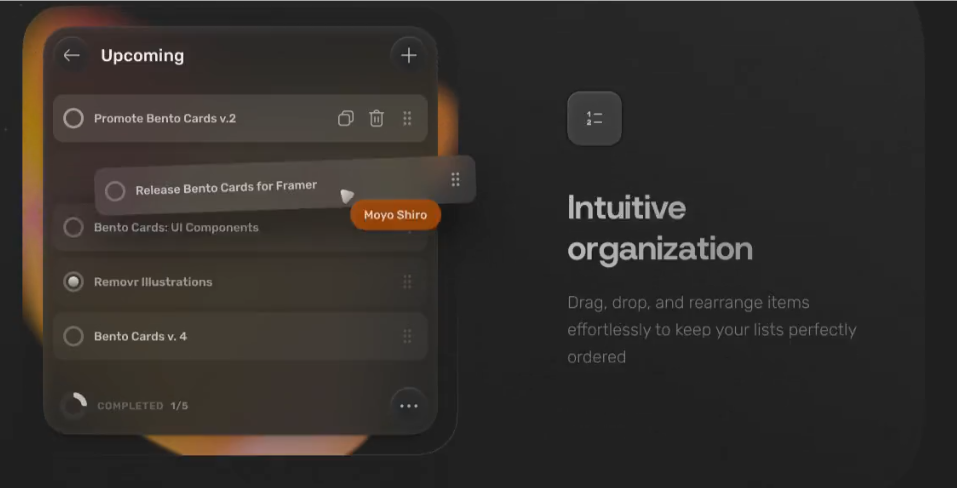 Upcoming
Promote Bento Cards v.2
Release Bento Cards for Framer
Moyo Shiro
Bento Cards: UI Components
Removr Illustrations
Bento Cards v. 4
COMPLETED 1/5
1
2
Intuitive
organization
Drag, drop, and rearrange items
effortlessly to keep your lists perfectly
ordered